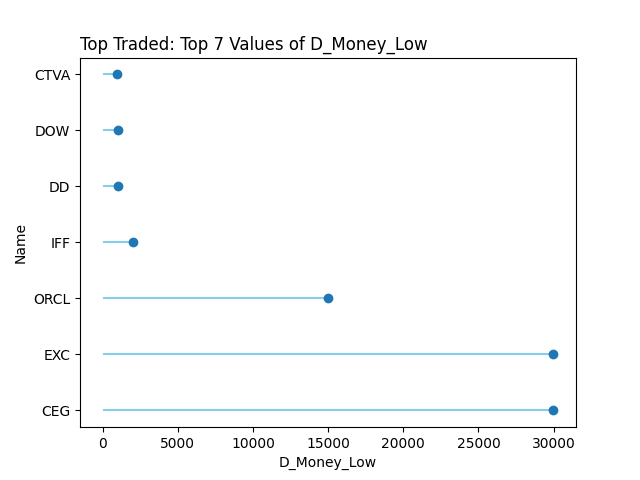 Top Traded: Top 7 Values of D_Money_Low
CTVA
DOW
DD
IFF
ORCL
EXC
CEG
Name
0 5000 10000 15000 20000 25000 30000
D_Money_Low